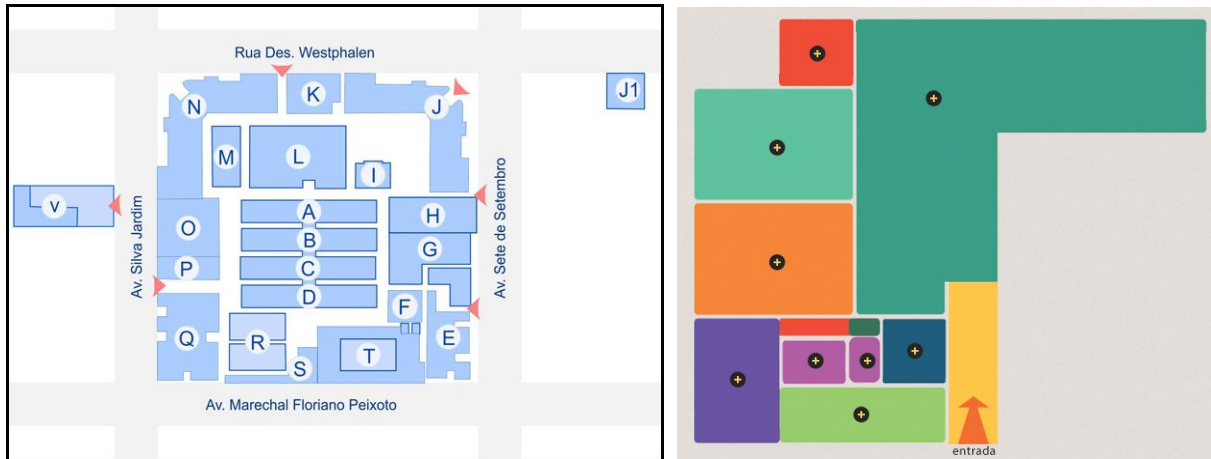 Rua Des. Westphalen
K
J1
N
J
M
L
I
V
A
H
O
B
G
P
C
D
F
Q
R
E
S
T
Av. Silva Jardim
Av. Sete de Setembro
Av. Marechal Floriano Peixoto
entrada